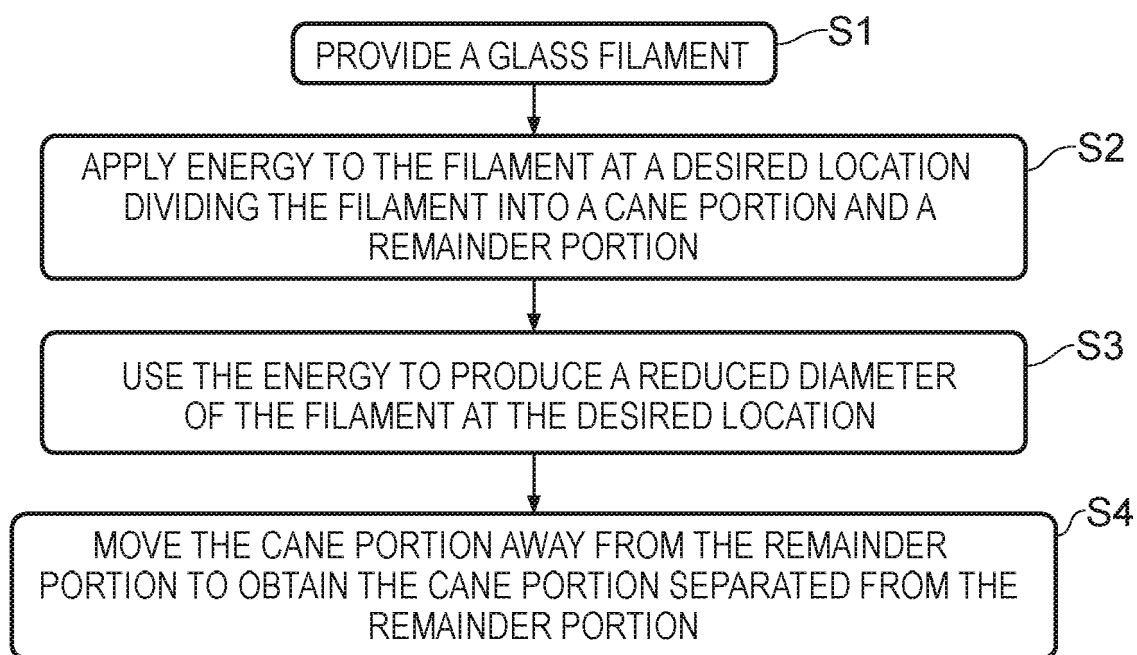 PROVIDE A GLASS FILAMENT
S1
APPLY ENERGY TO THE FILAMENT AT A DESIRED LOCATION
DIVIDING THE FILAMENT INTO A CANE PORTION AND A
REMAINDER PORTION
S2
USE THE ENERGY TO PRODUCE A REDUCED DIAMETER
OF THE FILAMENT AT THE DESIRED LOCATION
S3
MOVE THE CANE PORTION AWAY FROM THE REMAINDER
PORTION TO OBTAIN THE CANE PORTION SEPARATED FROM THE
REMAINDER PORTION
S4